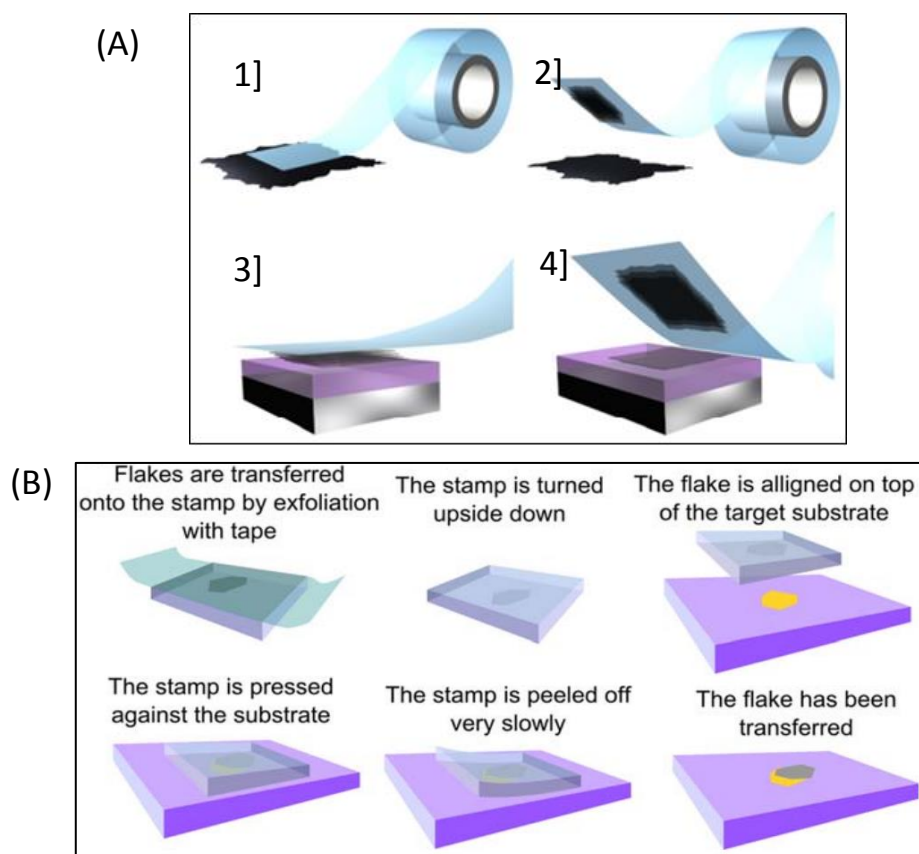 (A)
1]
2]
3]
4]
(B)
Flakes are transferred
onto the stamp by exfoliation
with tape
The stamp is turned
upside down
The flake is alligned on top
of the target substrate
The stamp is pressed
against the substrate
The stamp is peeled off
very slowly
The flake has been
transferred